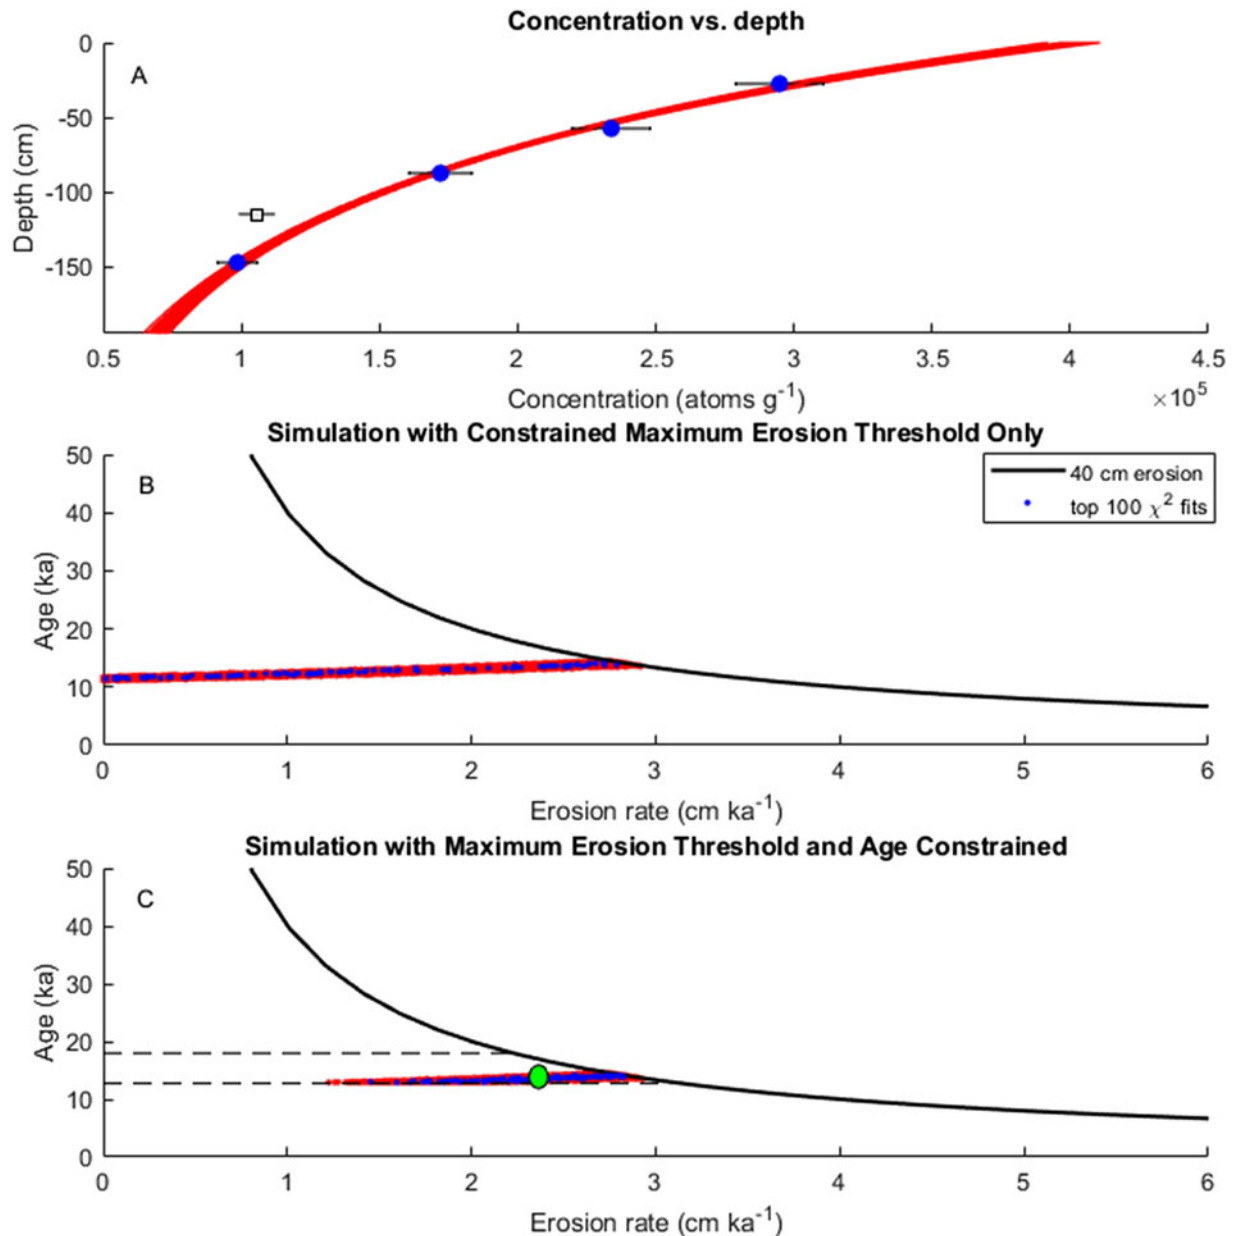 Concentration vs. depth
A
0
-50
-100
-150
Depth (cm)
0.5 1 1.5 2 2.5 3 3.5 4 4.5
Concentration (atoms g⁻¹)
×10⁵
Simulation with Constrained Maximum Erosion Threshold Only
B
50
40
30
20
10
0
Age (ka)
40 cm erosion
top 100 χ² fits
0 1 2 3 4 5 6
Erosion rate (cm ka⁻¹)
Simulation with Maximum Erosion Threshold and Age Constrained
C
50
40
30
20
10
0
Age (ka)
0 1 2 3 4 5 6
Erosion rate (cm ka⁻¹)